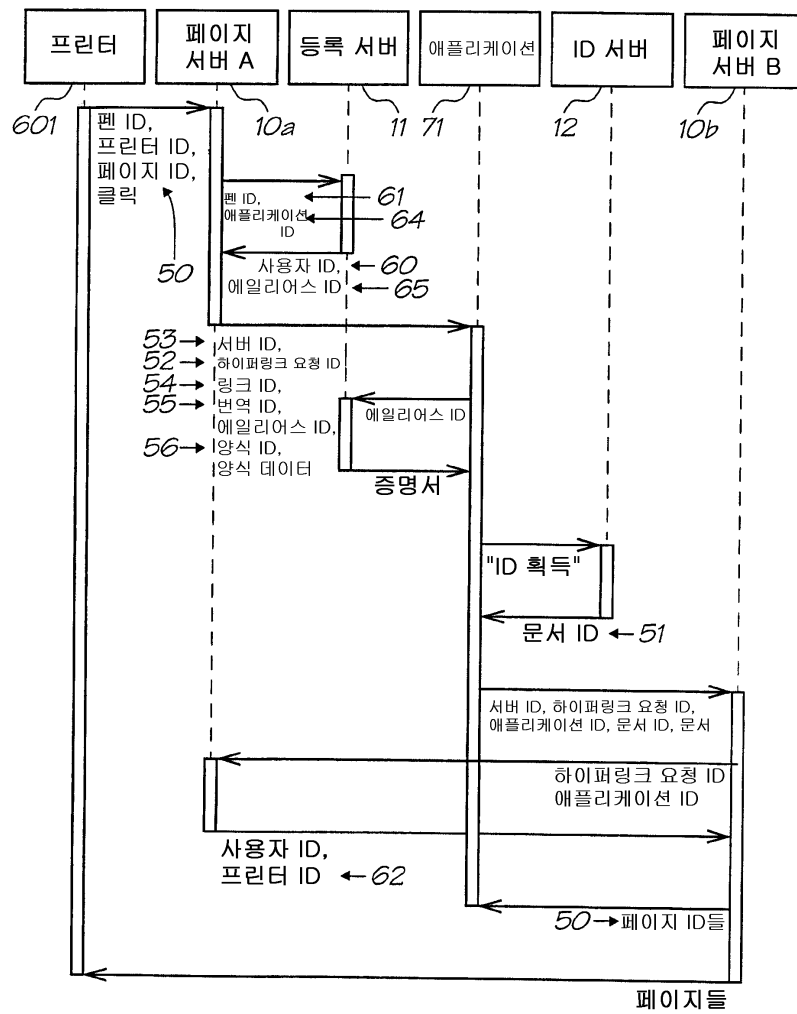 프린터
페이지
서버 A
등록 서버
애플리케이션
ID 서버
페이지
서버 B
601
10a
11
71
12
10b
펜 ID,
프린터 ID,
페이지 ID,
클릭
50
펜 ID,
애플리케이션
ID
61
64
사용자 ID,
60
에일리어스 ID
65
53
서버 ID,
52
하이퍼링크 요청 ID
54
링크 ID,
55
번역 ID,
에일리어스 ID,
56
양식 ID,
양식 데이터
에일리어스 ID
증명서
"ID 획득"
문서 ID
51
서버 ID, 하이퍼링크 요청 ID,
애플리케이션 ID, 문서 ID, 문서
하이퍼링크 요청 ID
애플리케이션 ID
사용자 ID,
프린터 ID
62
50
페이지 ID들
페이지들